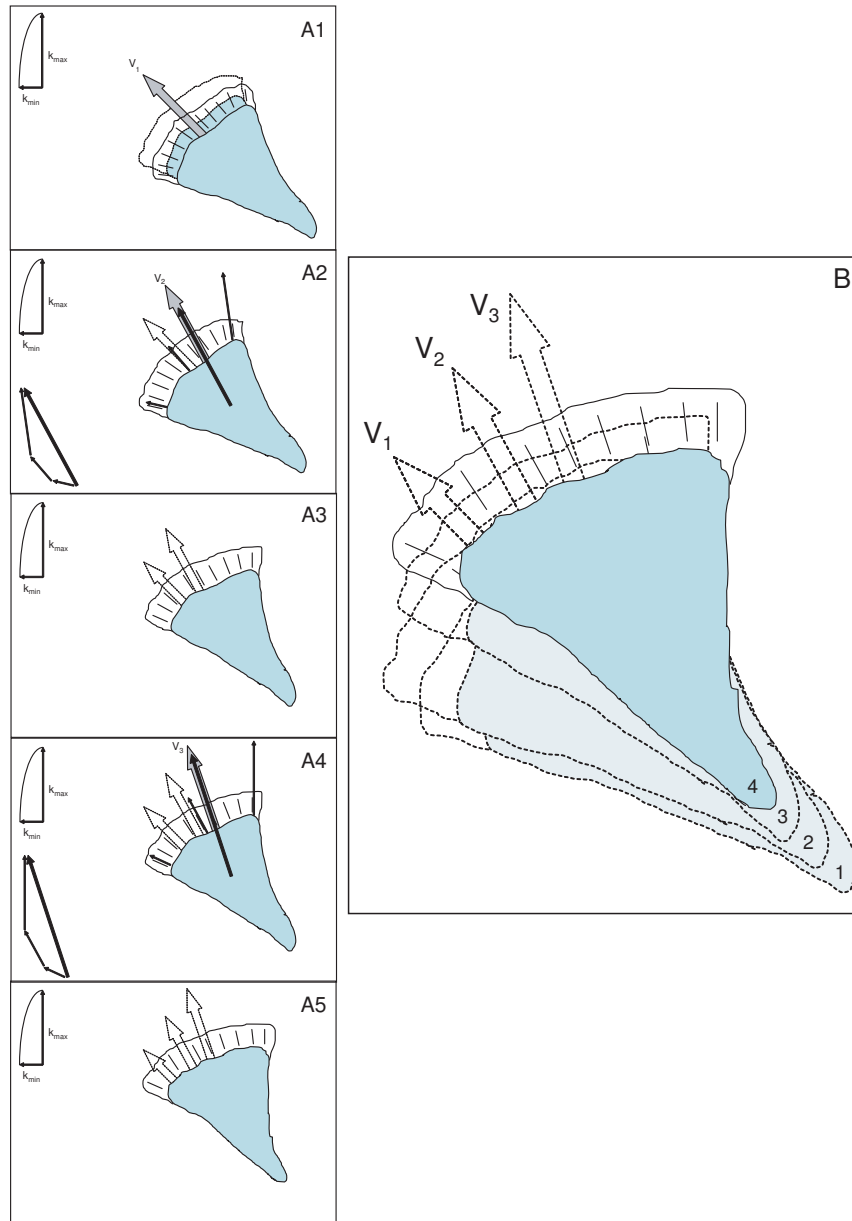 A1
k_max
k_min
V_1
A2
k_max
k_min
V_2
A3
k_max
k_min
A4
k_max
k_min
V_3
A5
k_max
k_min
B
V_3
V_2
V_1
4
3
2
1